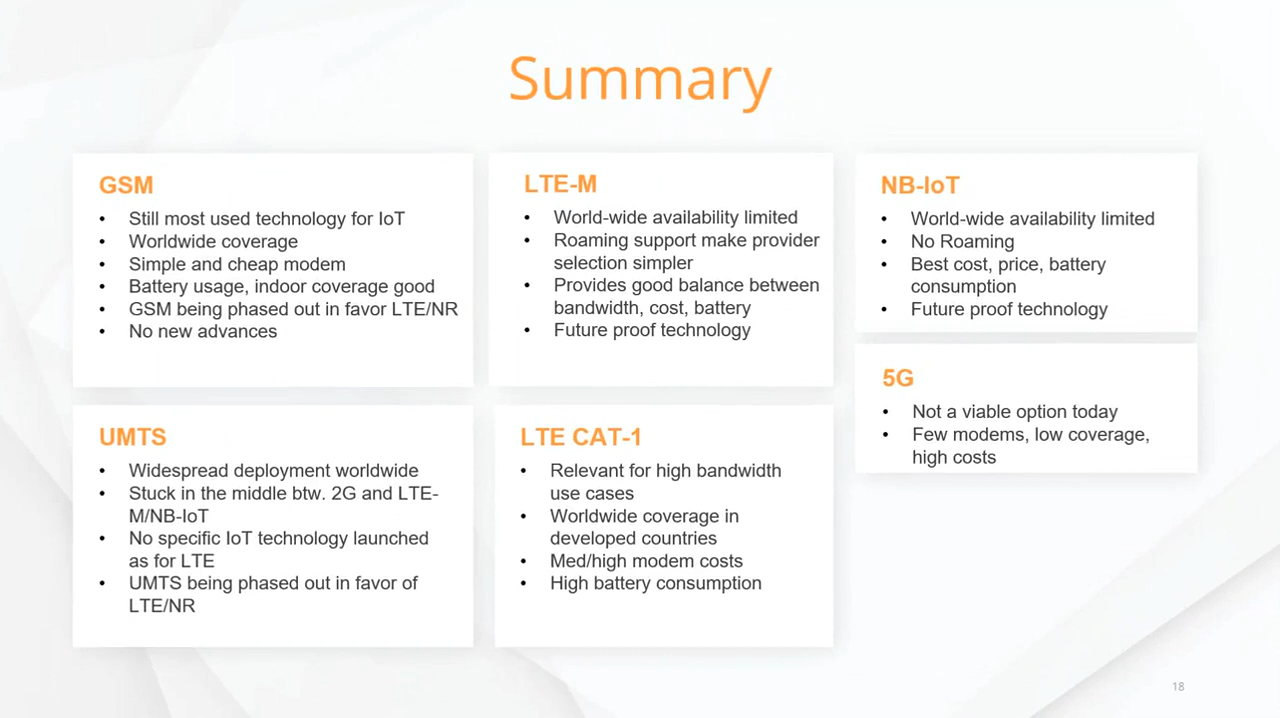 Summary
GSM
• Still most used technology for IoT
• Worldwide coverage
• Simple and cheap modem
• Battery usage, indoor coverage good
• GSM being phased out in favor LTE/NR
• No new advances
UMTS
• Widespread deployment worldwide
• Stuck in the middle btw. 2G and LTE-
M/NB-IoT
• No specific IoT technology launched
as for LTE
• UMTS being phased out in favor of
LTE/NR
LTE-M
• World-wide availability limited
• Roaming support make provider
selection simpler
• Provides good balance between
bandwidth, cost, battery
• Future proof technology
LTE CAT-1
• Relevant for high bandwidth
use cases
• Worldwide coverage in
developed countries
• Med/high modem costs
• High battery consumption
NB-IoT
• World-wide availability limited
• No Roaming
• Best cost, price, battery
consumption
• Future proof technology
5G
• Not a viable option today
• Few modems, low coverage,
high costs
18